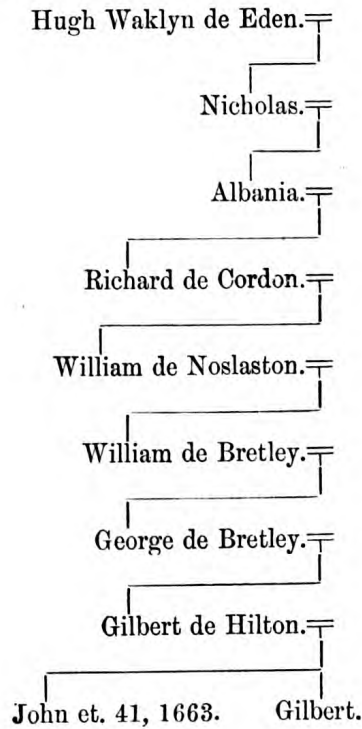 Hugh Waklyn de Eden.
Nicholas.
Albania.
Richard de Cordon.
William de Noslaston.
William de Bretley.
George de Bretley.
Gilbert de Hilton.
John et. 41, 1663. Gilbert.